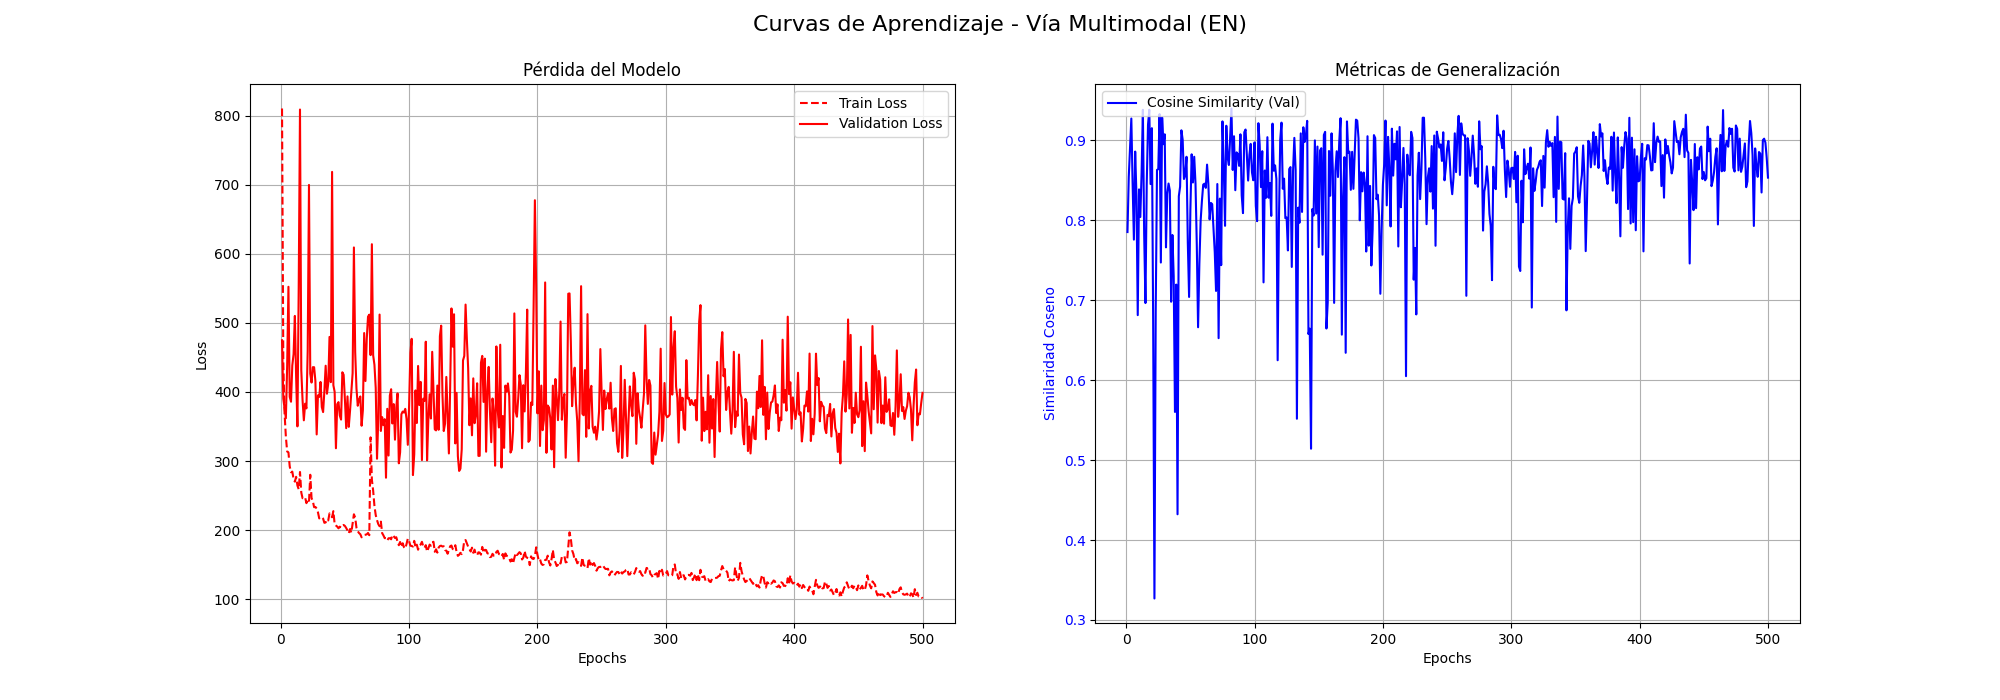 Curvas de Aprendizaje - Vía Multimodal (EN)
Pérdida del Modelo
Train Loss
Validation Loss
800
700
600
500
400
300
200
100
Loss
0
100
200
300
400
500
Epochs
Métricas de Generalización
Cosine Similarity (Val)
0.9
0.8
0.7
0.6
0.5
0.4
0.3
Similaridad Coseno
0
100
200
300
400
500
Epochs